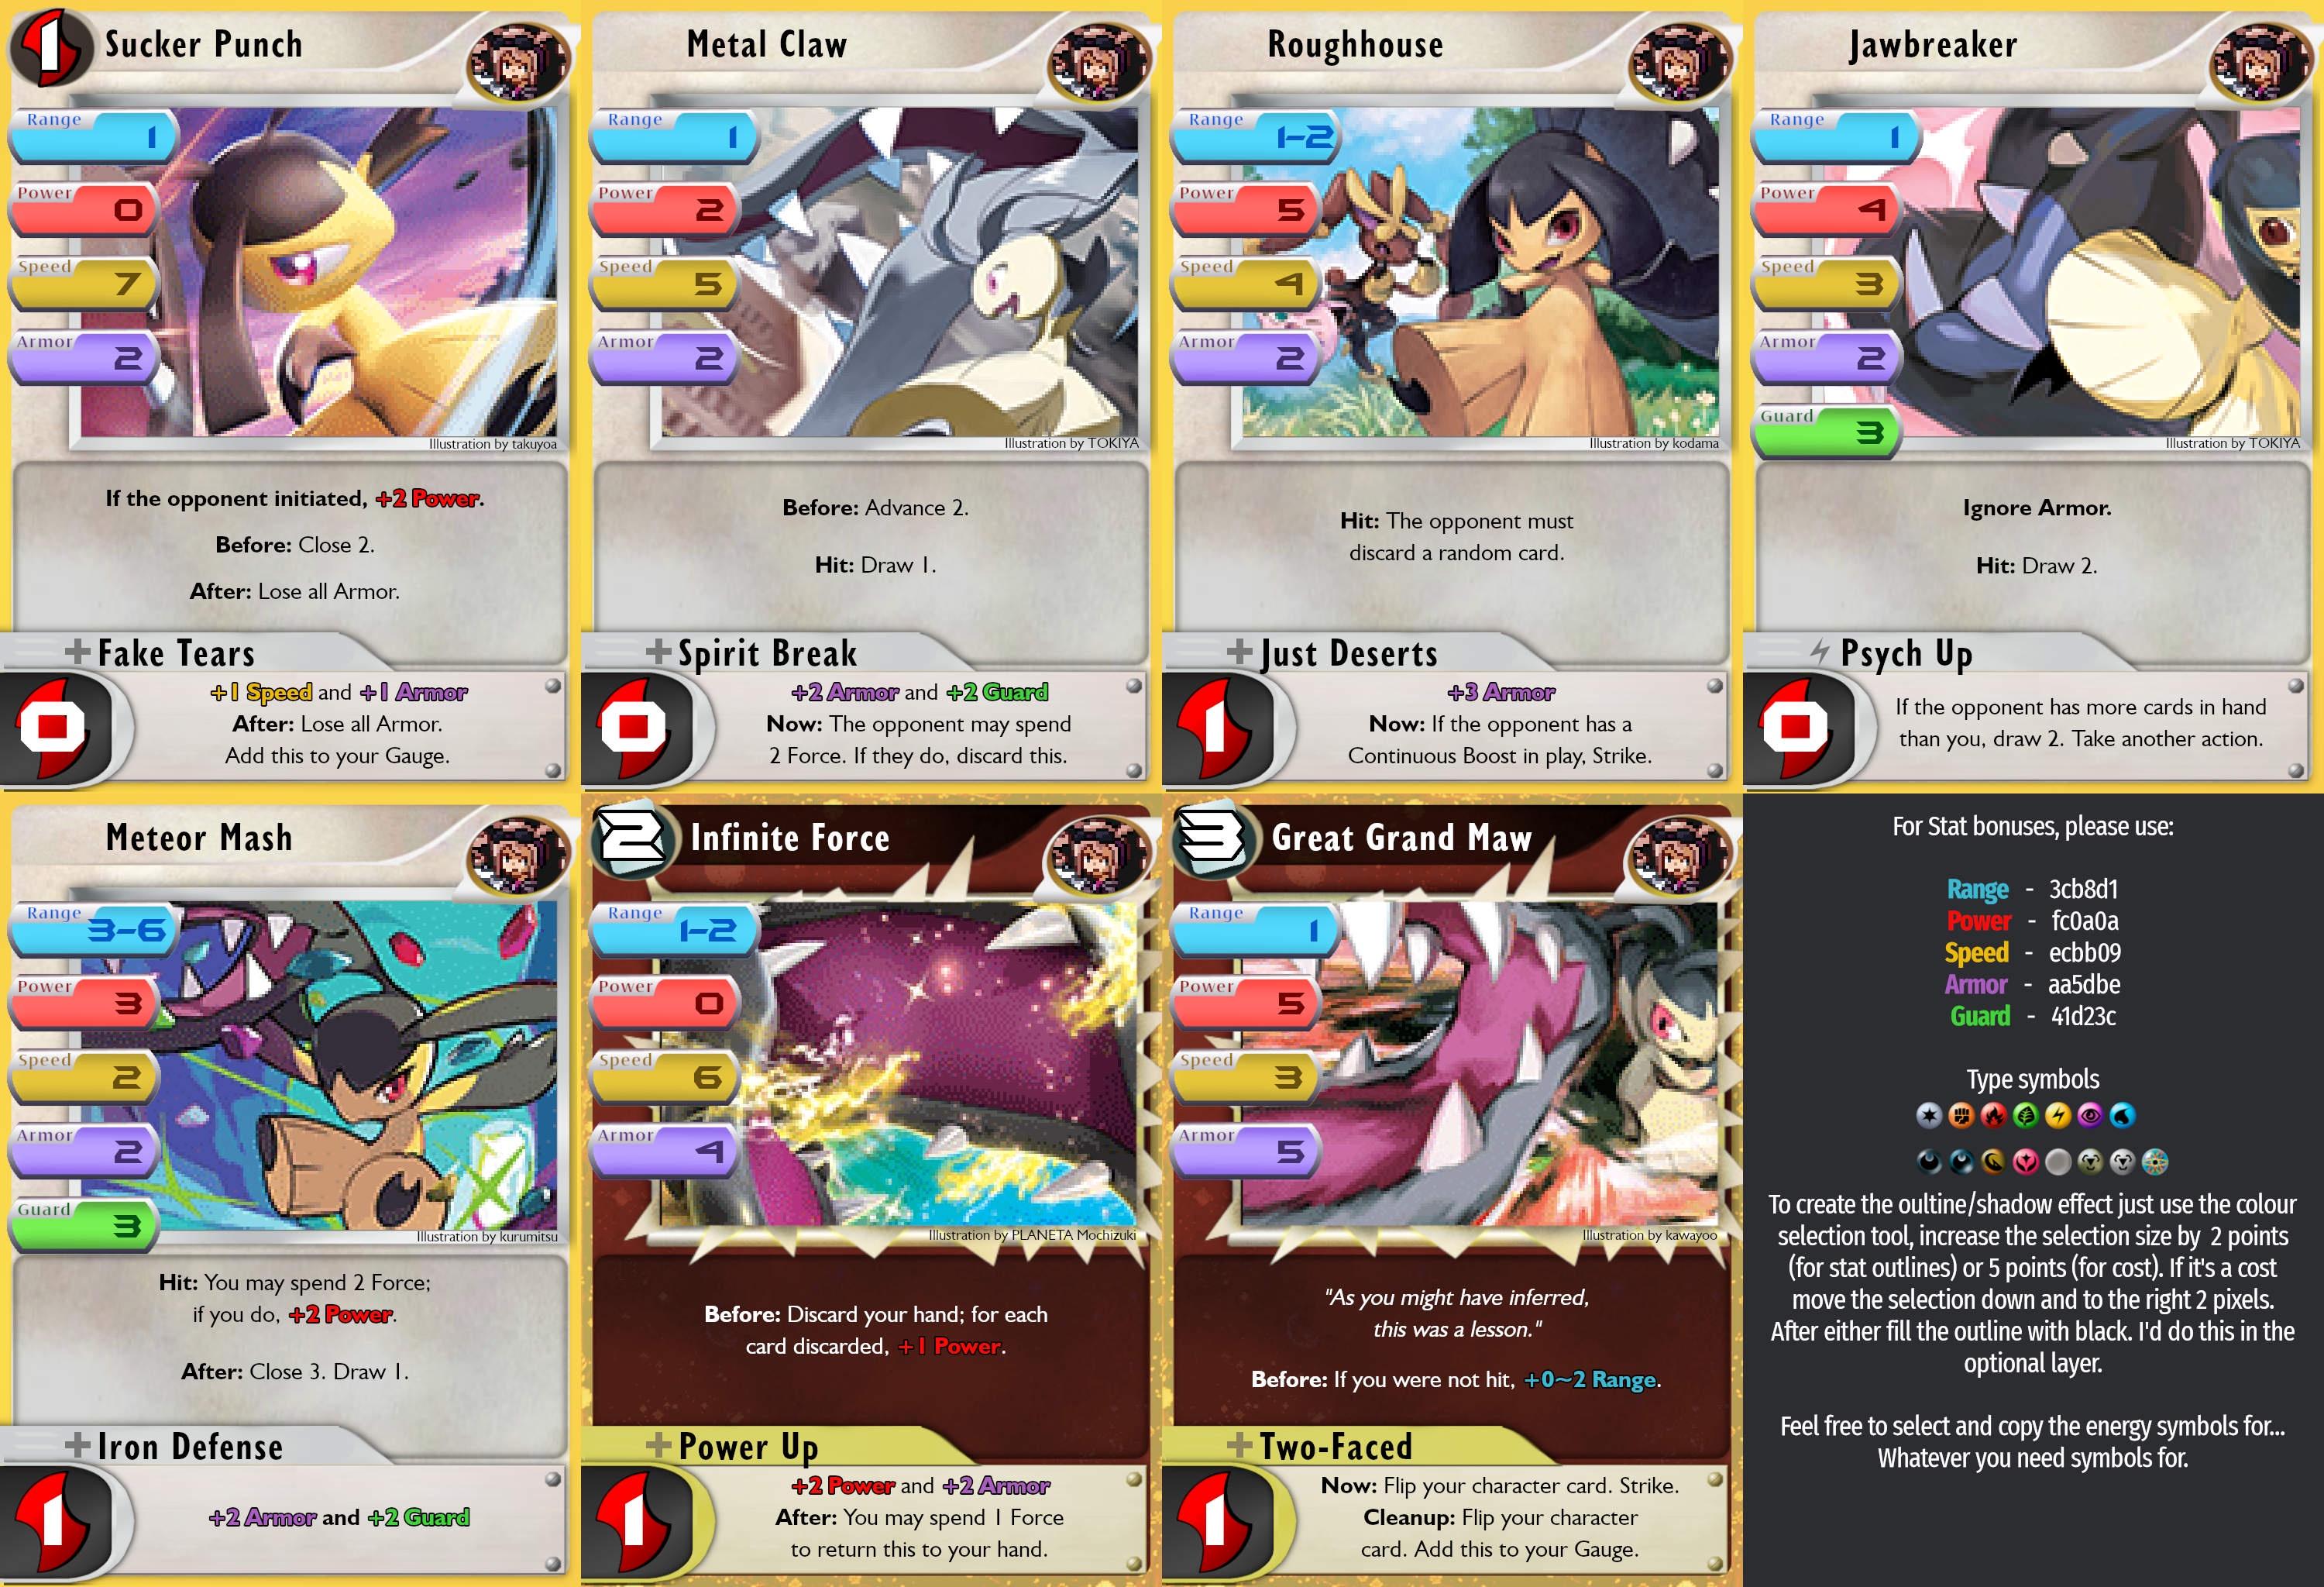 1
Sucker Punch
Range 1
Power 0
Speed 7
Armor 2
Illustration by takuyoa
If the opponent initiated, +2 Power.
Before: Close 2.
After: Lose all Armor.
Fake Tears
0
+1 Speed and +1 Armor
After: Lose all Armor.
Add this to your Gauge.
Metal Claw
Range 1
Power 2
Speed 5
Armor 2
Illustration by TOKIYA
Before: Advance 2.
Hit: Draw 1.
Spirit Break
0
+2 Armor and +2 Guard
Now: The opponent may spend
2 Force. If they do, discard this.
Roughhouse
Range 1-2
Power 5
Speed 4
Armor 2
Illustration by kodama
Hit: The opponent must
discard a random card.
Just Deserts
1
+3 Armor
Now: If the opponent has a
Continuous Boost in play, Strike.
Jawbreaker
Range 1
Power 4
Speed 3
Armor 2
Guard 3
Illustration by TOKIYA
Ignore Armor.
Hit: Draw 2.
Psych Up
0
If the opponent has more cards in hand
than you, draw 2. Take another action.
Meteor Mash
Range 3-6
Power 3
Speed 2
Armor 2
Guard 3
Illustration by kurumitsu
Hit: You may spend 2 Force;
if you do, +2 Power.
After: Close 3. Draw 1.
Iron Defense
1
+2 Armor and +2 Guard
2
Infinite Force
Range 1-2
Power 0
Speed 6
Armor 4
Illustration by PLANETA Mochizuki
Before: Discard your hand; for each
card discarded, +1 Power.
Power Up
1
+2 Power and +2 Armor
After: You may spend 1 Force
to return this to your hand.
3
Great Grand Maw
Range 1
Power 5
Speed 3
Armor 5
Illustration by kawayoo
"As you might have inferred,
this was a lesson."
Before: If you were not hit, +0~2 Range.
Two-Faced
1
Now: Flip your character card. Strike.
Cleanup: Flip your character
card. Add this to your Gauge.
For Stat bonuses, please use:
Range - 3cb8d1
Power - fc0a0a
Speed - ecbb09
Armor - aa5dbe
Guard - 41d23c
Type symbols
To create the oultine/shadow effect just use the colour
selection tool, increase the selection size by 2 points
(for stat outlines) or 5 points (for cost). If it's a cost
move the selection down and to the right 2 pixels.
After either fill the outline with black. I'd do this in the
optional layer.
Feel free to select and copy the energy symbols for...
Whatever you need symbols for.